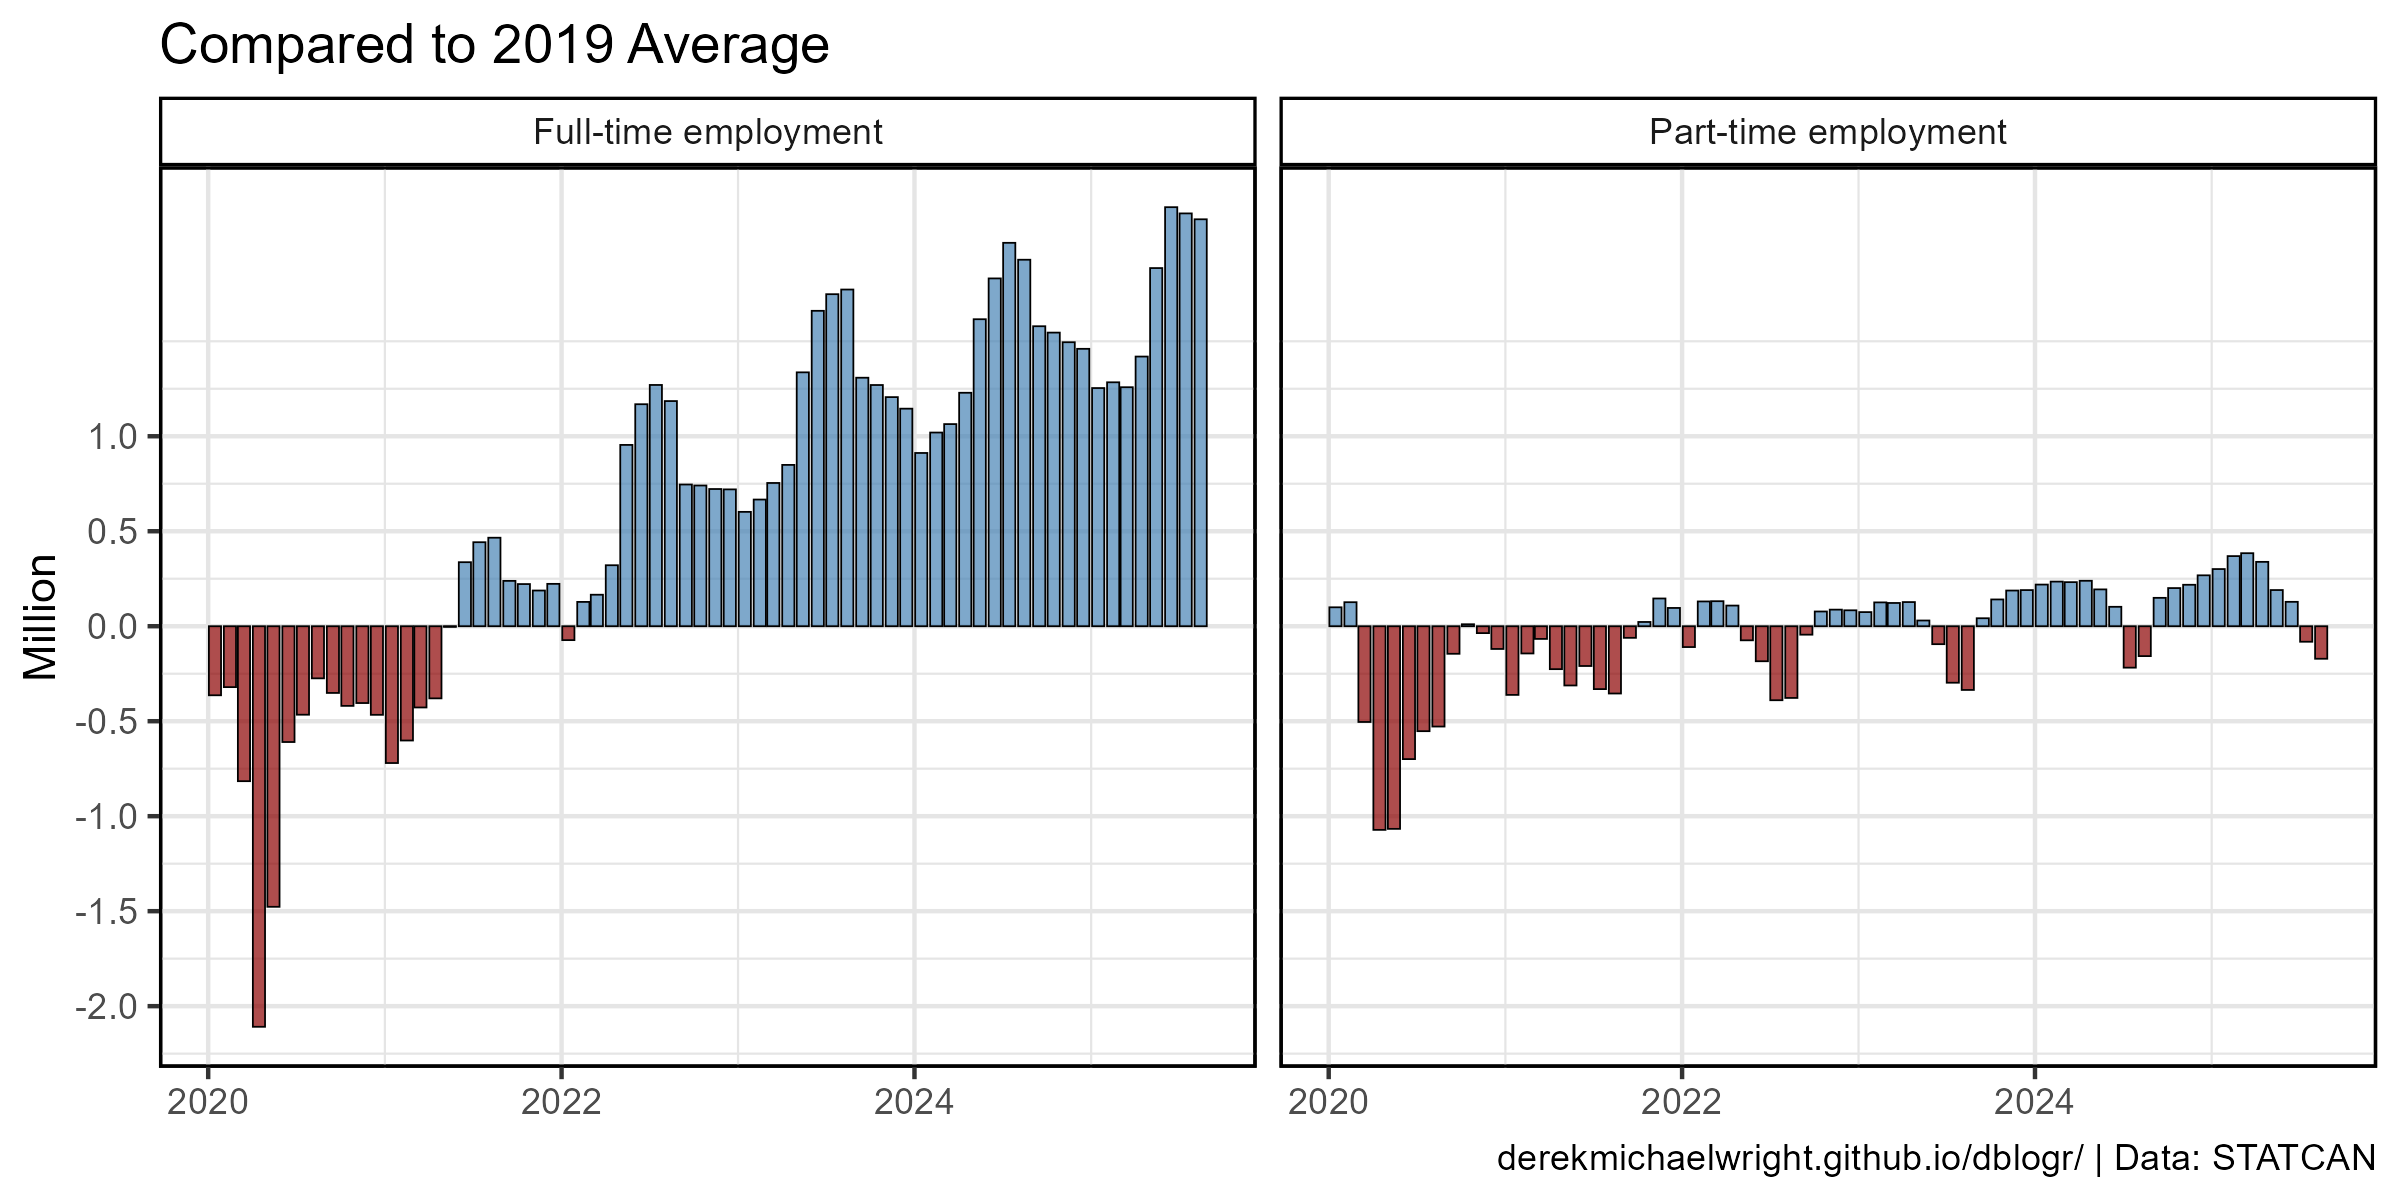 Compared to 2019 Average
Full-time employment
Part-time employment
Million
1.0
0.5
0.0
-0.5
-1.0
-1.5
-2.0
2020
2022
2024
2020
2022
2024
derekmichaelwright.github.io/dblogr/ | Data: STATCAN